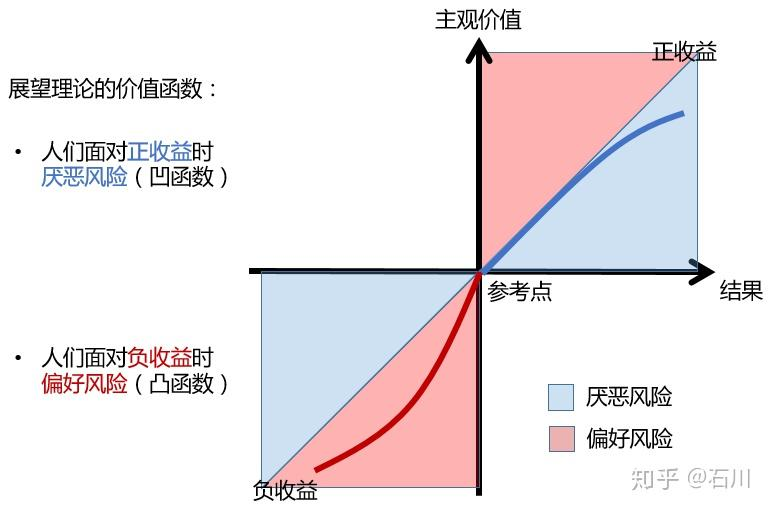 主观价值
正收益
展望理论的价值函数：
• 人们面对正收益时
厌恶风险（凹函数）
参考点
结果
• 人们面对负收益时
偏好风险（凸函数）
厌恶风险
偏好风险
负收益
知乎 @石川